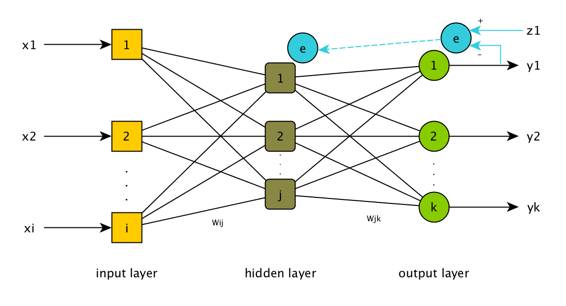 e
+
z1
x1
1
e
-
1
y1
1
x2
2
2
2
y2
j
xi
i
k
yk
Wij
Wjk
input layer
hidden layer
output layer